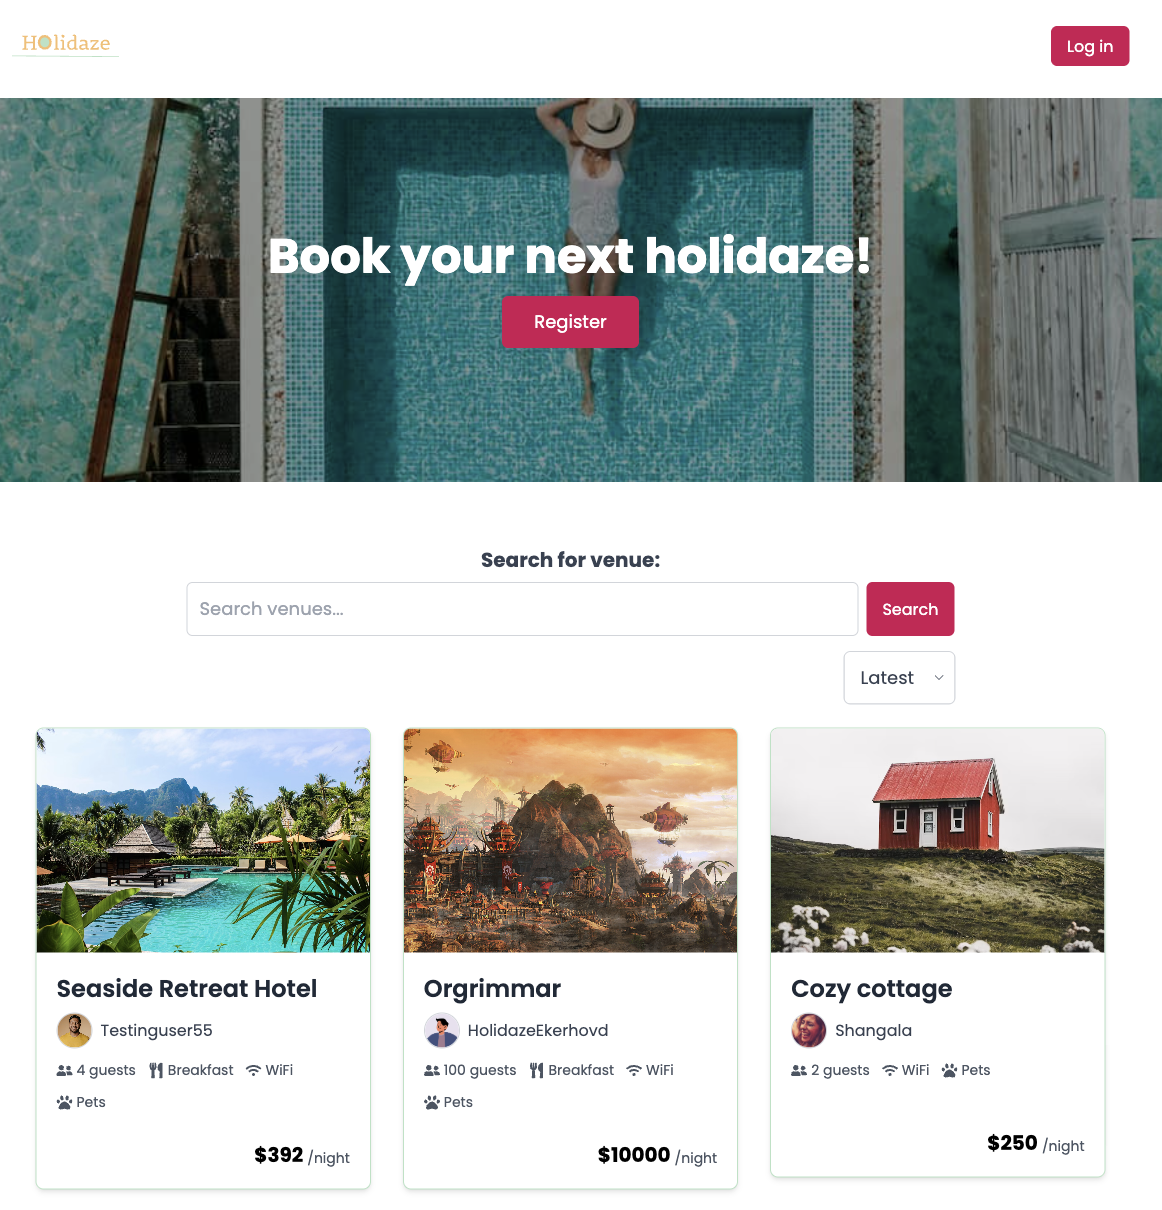 Holidaze
Log in
Book your next holidaze!
Register
Search for venue:
Search venues...
Search
Latest
Seaside Retreat Hotel
Testinguser55
4 guests Breakfast WiFi
Pets
$392 /night
Orgrimmar
HolidazeEkerhovd
100 guests Breakfast WiFi
Pets
$10000 /night
Cozy cottage
Shangala
2 guests WiFi Pets
$250 /night